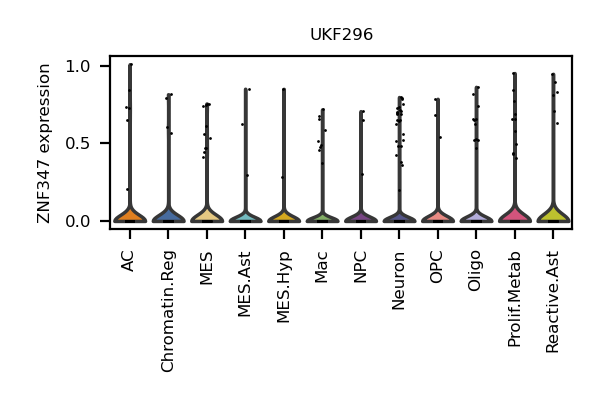 UKF296
ZNF347 expression
1.0
0.5
0.0
AC
Chromatin.Reg
MES
MES.Ast
MES.Hyp
Mac
NPC
Neuron
OPC
Oligo
Prolif.Metab
Reactive.Ast